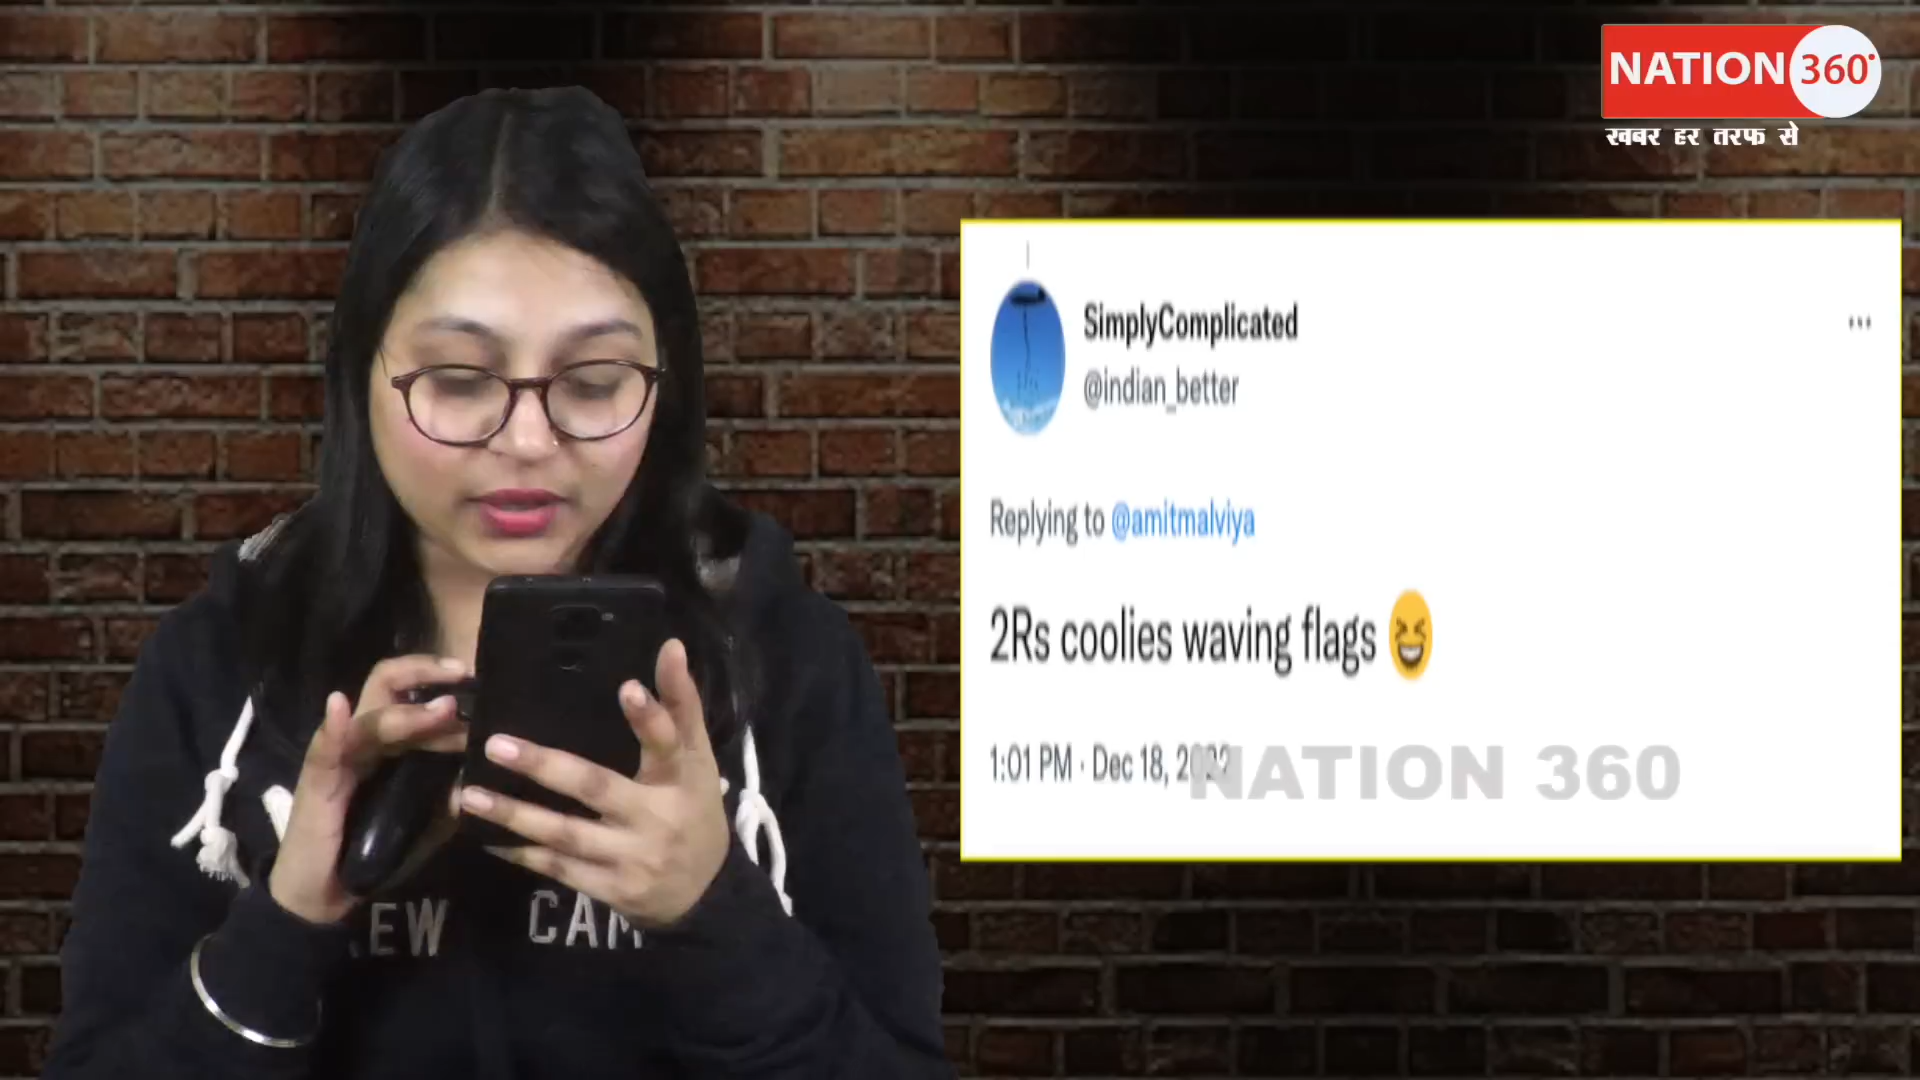 NATION 360°
खबर हर तरफ से
SimplyComplicated
@indian_better
Replying to @amitmalviya
2Rs coolies waving flags 😆
1:01 PM · Dec 18, 2022
NATION 360
EW CAM